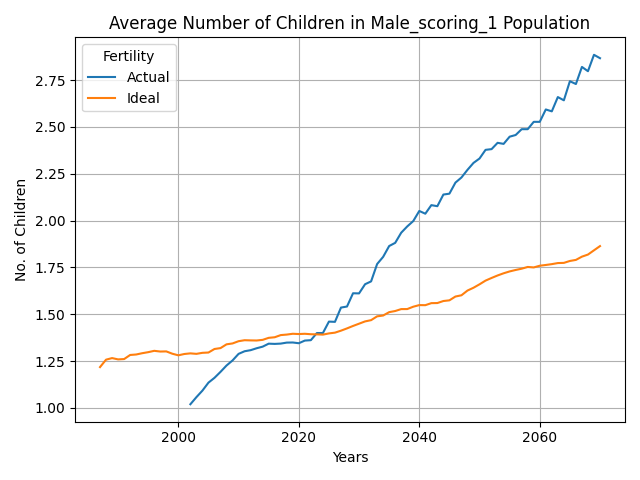 Average Number of Children in Male_scoring_1 Population
Fertility
Actual
Ideal
No. of Children
2.75
2.50
2.25
2.00
1.75
1.50
1.25
1.00
2000 2020 2040 2060
Years